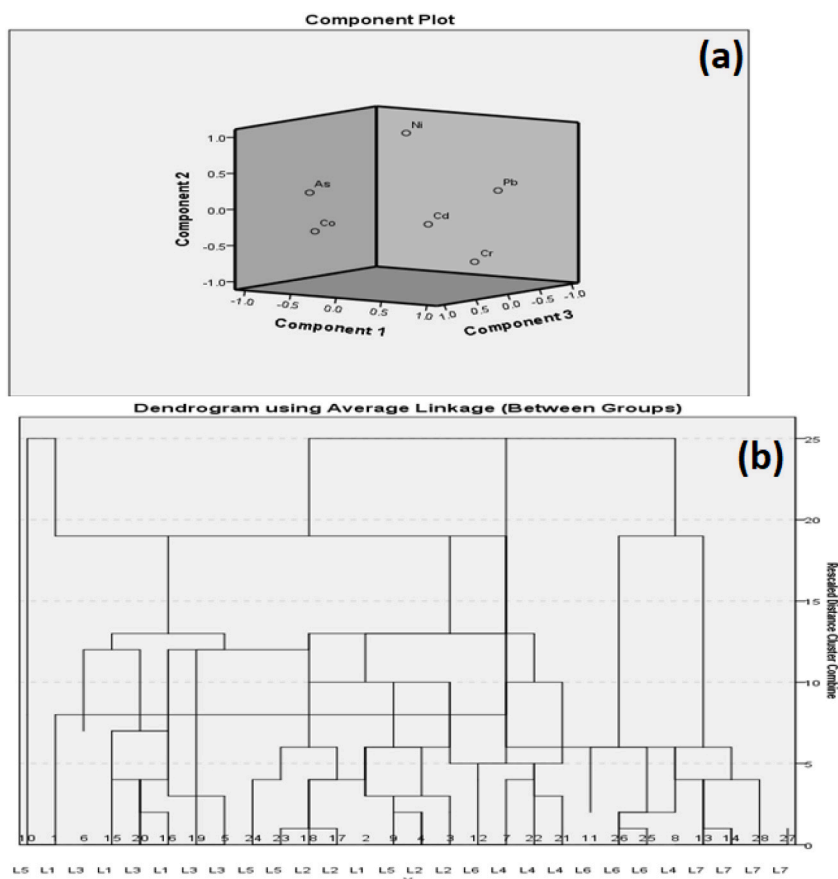 Component Plot
(a)
1.0
0.5
0.0
-0.5
-1.0
Component 2
Ni
As
Pb
Co
Cd
Cr
-1.0 -0.5 0.0 0.5 1.0
Component 1
1.0 0.5 0.0 -0.5 -1.0
Component 3
Dendrogram using Average Linkage (Between Groups)
(b)
25
20
15
10
5
0
Rescaled Distance Cluster Combine
10 1 6 15 20 16 19 5 24 23 18 17 2 9 4 3 12 7 22 21 11 26 25 8 13 14 28 27
L5 L1 L3 L1 L3 L1 L3 L3 L5 L5 L2 L2 L1 L5 L2 L2 L6 L4 L4 L4 L6 L6 L6 L4 L7 L7 L7 L7